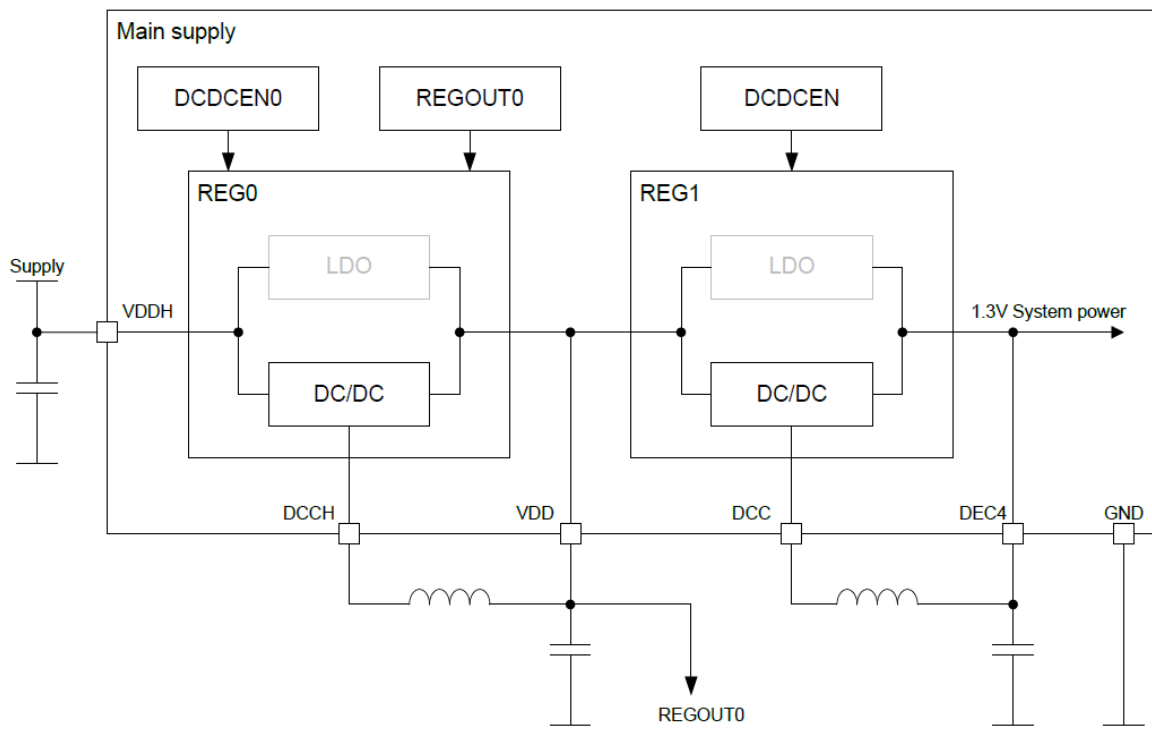 Main supply
DCDCEN0
REGOUT0
DCDCEN
REG0
REG1
LDO
LDO
Supply
VDDH
1.3V System power
DC/DC
DC/DC
DCCH
VDD
DCC
DEC4
GND
REGOUT0